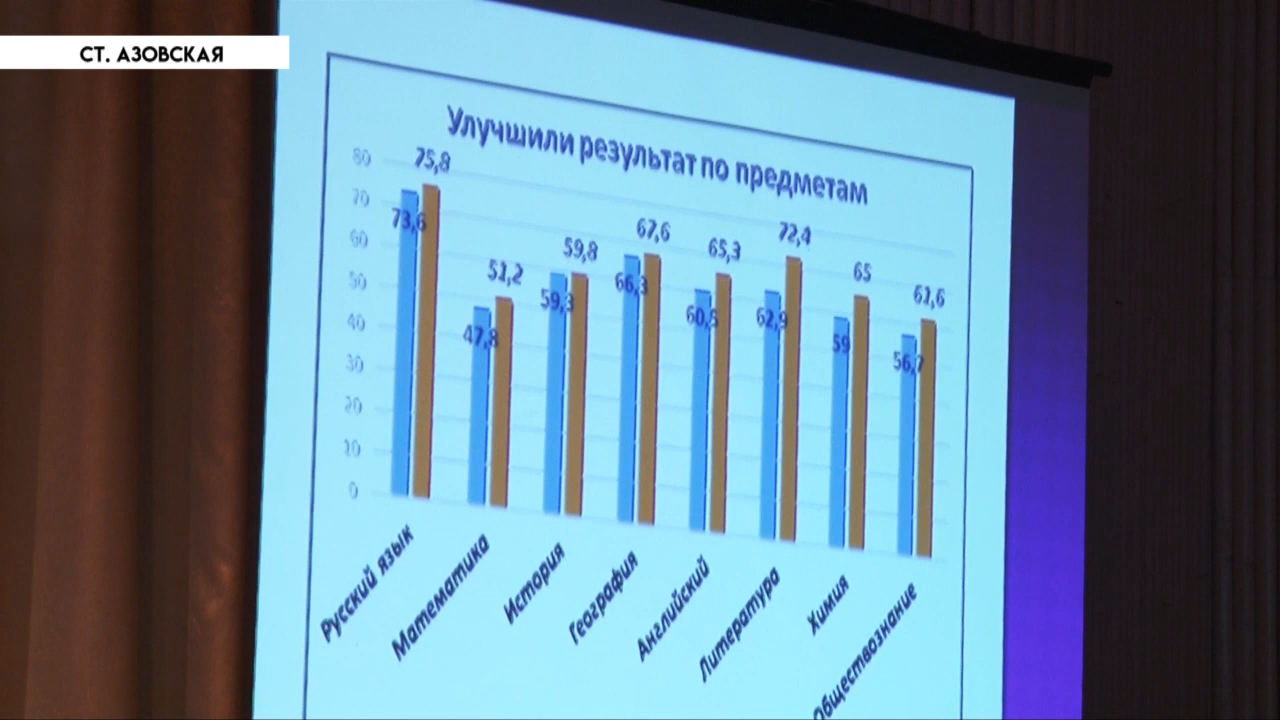 СТ. АЗОВСКАЯ
Улучшили результат по предметам
80
70
60
50
40
30
20
10
0
73,6
75,8
47,8
51,2
59,3
59,8
66,3
67,6
60,5
65,3
62,9
72,4
59
65
56,7
61,6
Русский язык
Математика
История
География
Английский
Литература
Химия
Обществознание